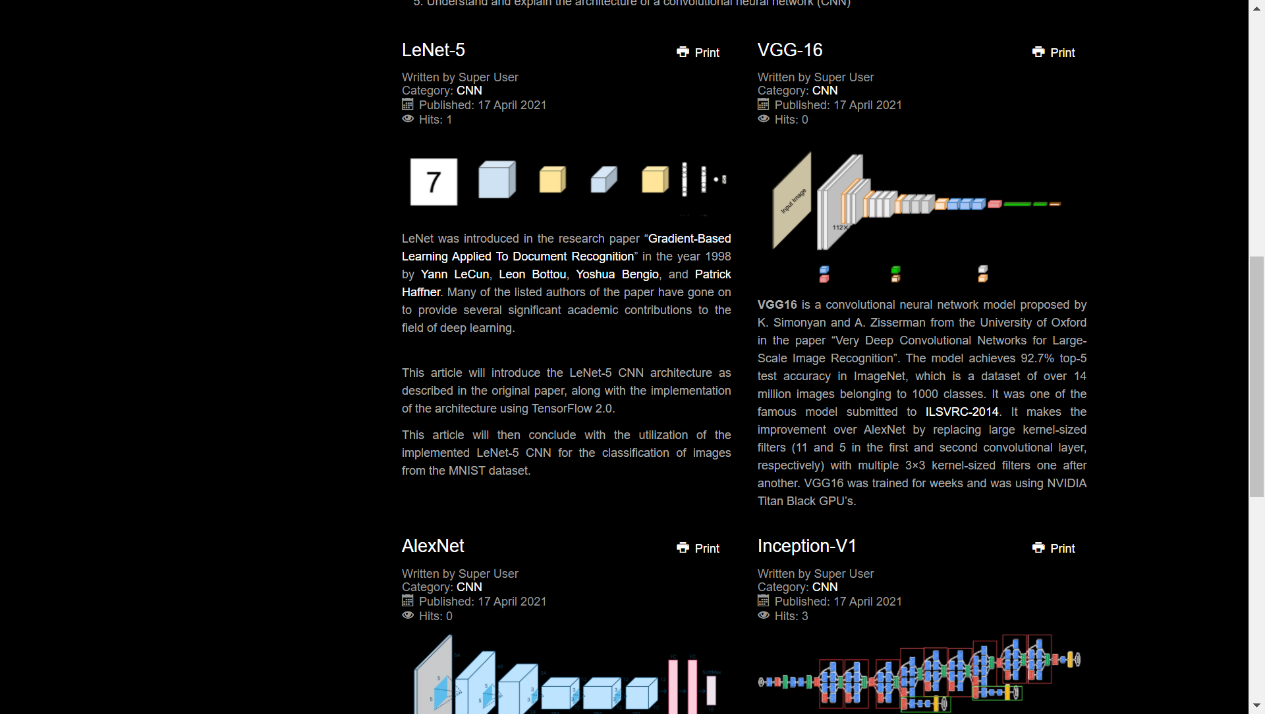 5. Understand and explain the architecture of a convolutional neural network (CNN)
LeNet-5
Print
Written by Super User
Category: CNN
Published: 17 April 2021
Hits: 1
7
LeNet was introduced in the research paper “Gradient-Based
Learning Applied To Document Recognition” in the year 1998
by Yann LeCun, Leon Bottou, Yoshua Bengio, and Patrick
Haffner. Many of the listed authors of the paper have gone on
to provide several significant academic contributions to the
field of deep learning.
This article will introduce the LeNet-5 CNN architecture as
described in the original paper, along with the implementation
of the architecture using TensorFlow 2.0.
This article will then conclude with the utilization of the
implemented LeNet-5 CNN for the classification of images
from the MNIST dataset.
VGG-16
Print
Written by Super User
Category: CNN
Published: 17 April 2021
Hits: 0
Input Image
112×
VGG16 is a convolutional neural network model proposed by
K. Simonyan and A. Zisserman from the University of Oxford
in the paper “Very Deep Convolutional Networks for Large-
Scale Image Recognition”. The model achieves 92.7% top-5
test accuracy in ImageNet, which is a dataset of over 14
million images belonging to 1000 classes. It was one of the
famous model submitted to ILSVRC-2014. It makes the
improvement over AlexNet by replacing large kernel-sized
filters (11 and 5 in the first and second convolutional layer,
respectively) with multiple 3×3 kernel-sized filters one after
another. VGG16 was trained for weeks and was using NVIDIA
Titan Black GPU’s.
AlexNet
Print
Written by Super User
Category: CNN
Published: 17 April 2021
Hits: 0
Inception-V1
Print
Written by Super User
Category: CNN
Published: 17 April 2021
Hits: 3